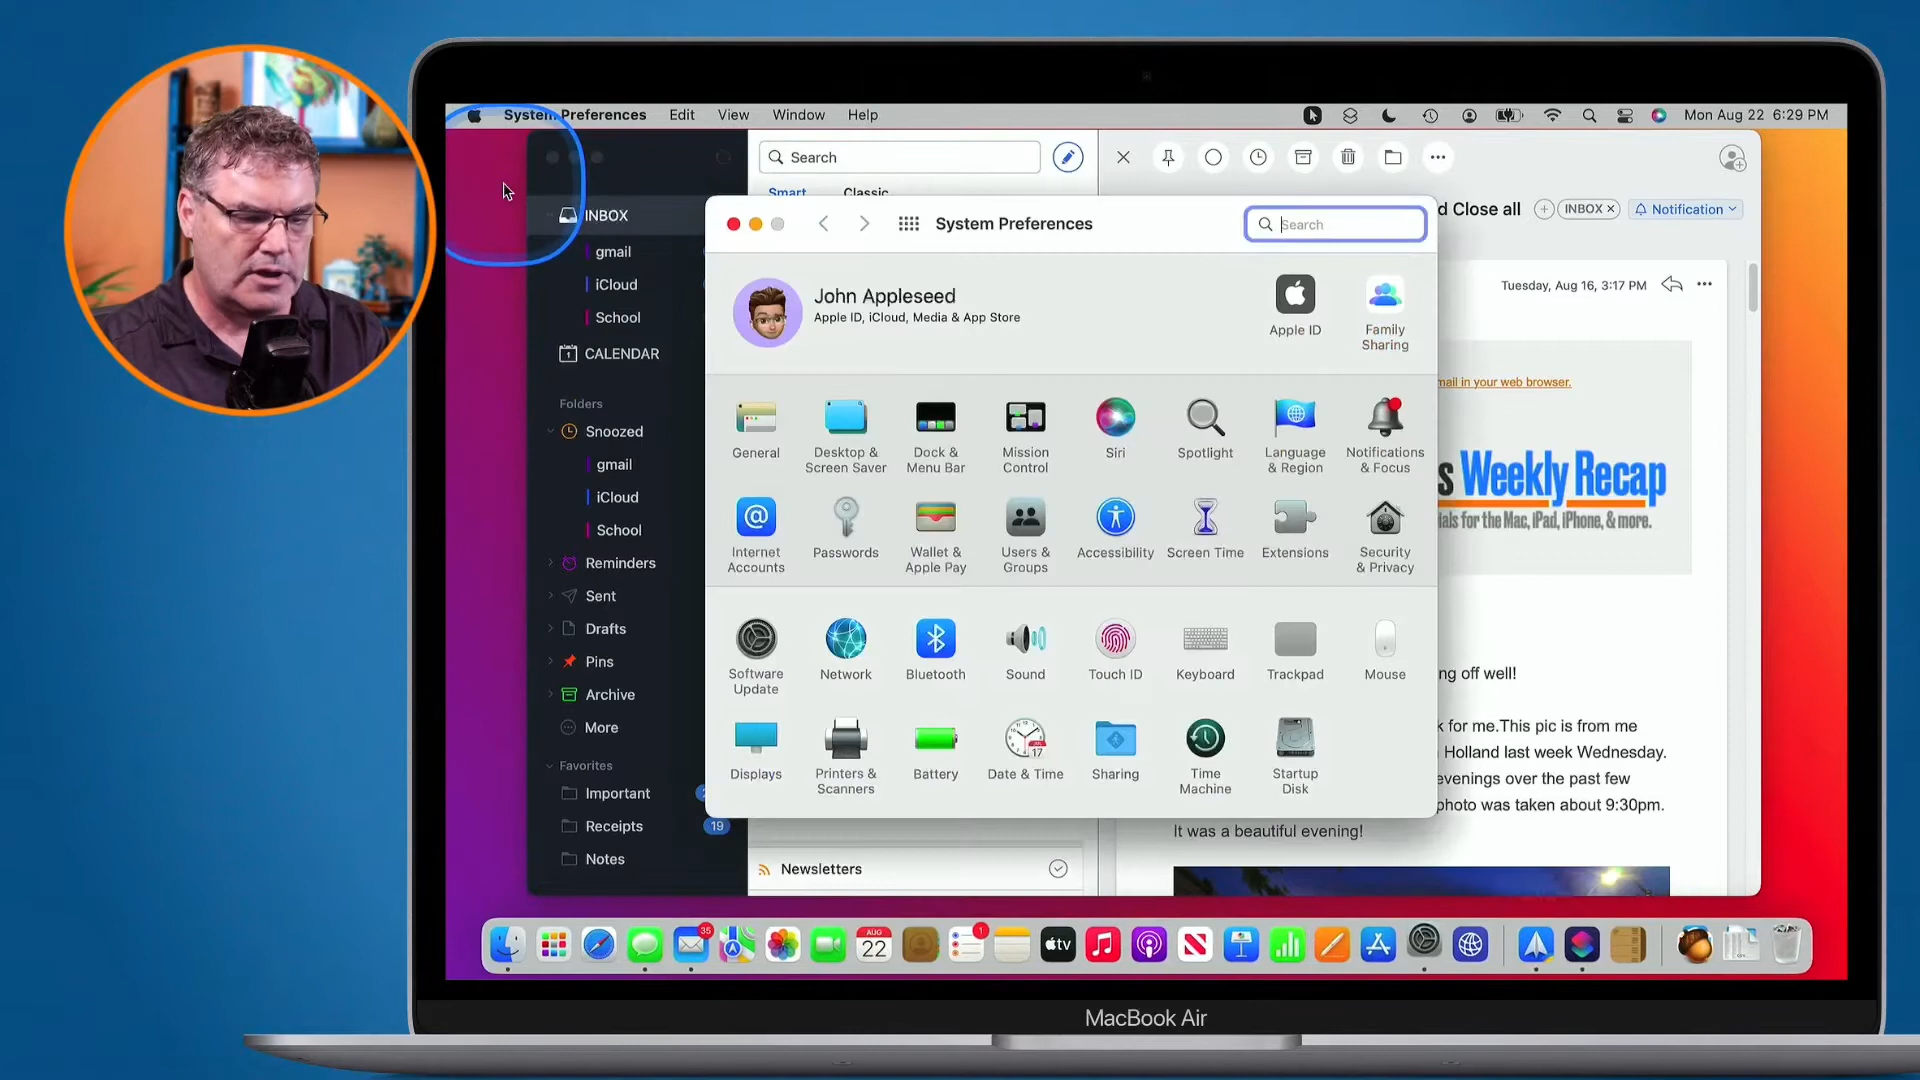 System Preferences Edit View Window Help
Mon Aug 22 6:29 PM
Search
Smart Classic
INBOX
gmail
iCloud
School
1 CALENDAR
Folders
Snoozed
gmail
iCloud
School
Reminders
Sent
Drafts
Pins
Archive
More
Favorites
Important
Receipts 19
Notes
System Preferences
Search
John Appleseed
Apple ID, iCloud, Media & App Store
Apple ID
Family
Sharing
General
Desktop &
Screen Saver
Dock &
Menu Bar
Mission
Control
Siri
Spotlight
Language
& Region
Notifications
& Focus
Internet
Accounts
Passwords
Wallet &
Apple Pay
Users &
Groups
Accessibility
Screen Time
Extensions
Security
& Privacy
Software
Update
Network
Bluetooth
Sound
Touch ID
Keyboard
Trackpad
Mouse
Displays
Printers &
Scanners
Battery
JUL
17
Date & Time
Sharing
Time
Machine
Startup
Disk
d Close all
INBOX ×
Notification
Tuesday, Aug 16, 3:17 PM
mail in your web browser.
s Weekly Recap
ials for the Mac, iPad, iPhone, & more.
ng off well!
k for me.This pic is from me
Holland last week Wednesday.
evenings over the past few
photo was taken about 9:30pm.
It was a beautiful evening!
Newsletters
35
AUG
22
1
tv
MacBook Air